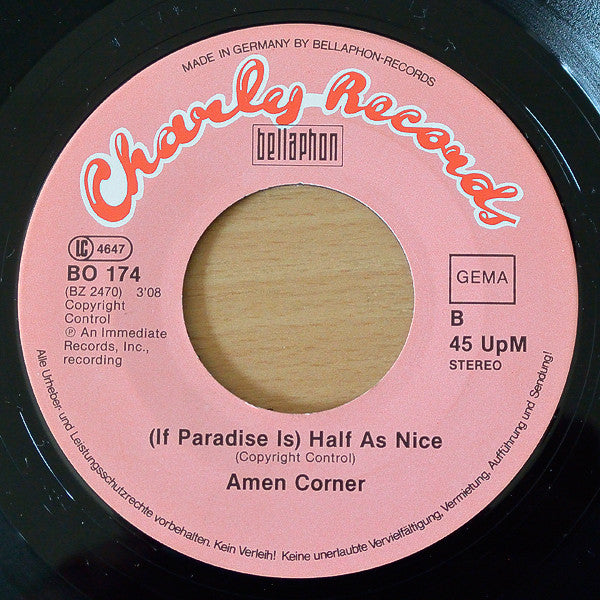 MADE IN GERMANY BY BELLAPHON-RECORDS
Charly Records
bellaphon
LC 4647
BO 174
(BZ 2470) 3'08
Copyright
Control
℗ An Immediate
Records, Inc.,
recording
GEMA
B
45 UpM
STEREO
(If Paradise Is) Half As Nice
(Copyright Control)
Amen Corner
Alle Urheber- und Leistungsschutzrechte vorbehalten. Kein Verleih! Keine unerlaubte Vervielfältigung, Vermietung, Aufführung und Sendung!